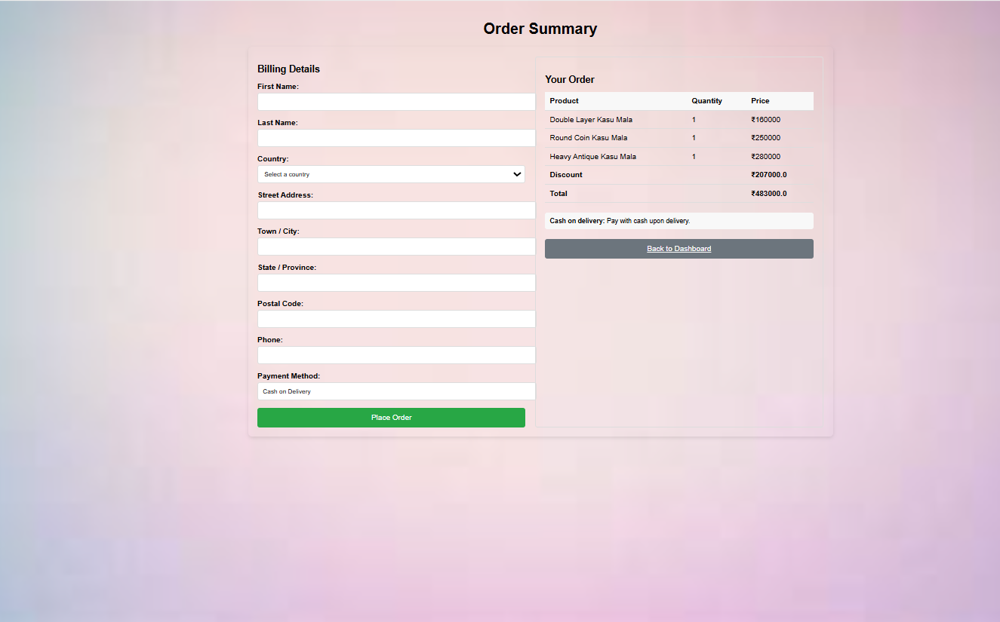 Order Summary
Billing Details
First Name:
Last Name:
Country:
Select a country
Street Address:
Town / City:
State / Province:
Postal Code:
Phone:
Payment Method:
Cash on Delivery
Place Order
Your Order
Product Quantity Price
Double Layer Kasu Mala 1 ₹160000
Round Coin Kasu Mala 1 ₹250000
Heavy Antique Kasu Mala 1 ₹280000
Discount ₹207000.0
Total ₹483000.0
Cash on delivery: Pay with cash upon delivery.
Back to Dashboard